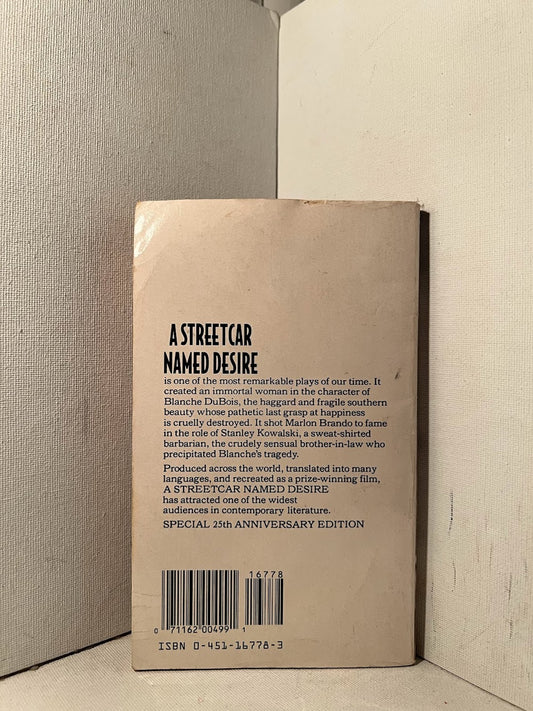 A STREETCAR
NAMED DESIRE
is one of the most remarkable plays of our time. It
created an immortal woman in the character of
Blanche DuBois, the haggard and fragile southern
beauty whose pathetic last grasp at happiness
is cruelly destroyed. It shot Marlon Brando to fame
in the role of Stanley Kowalski, a sweat-shirted
barbarian, the crudely sensual brother-in-law who
precipitated Blanche's tragedy.
Produced across the world, translated into many
languages, and recreated as a prize-winning film,
A STREETCAR NAMED DESIRE
has attracted one of the widest
audiences in contemporary literature.
SPECIAL 25th ANNIVERSARY EDITION
16778
0 71162 00499 1
ISBN 0-451-16778-3